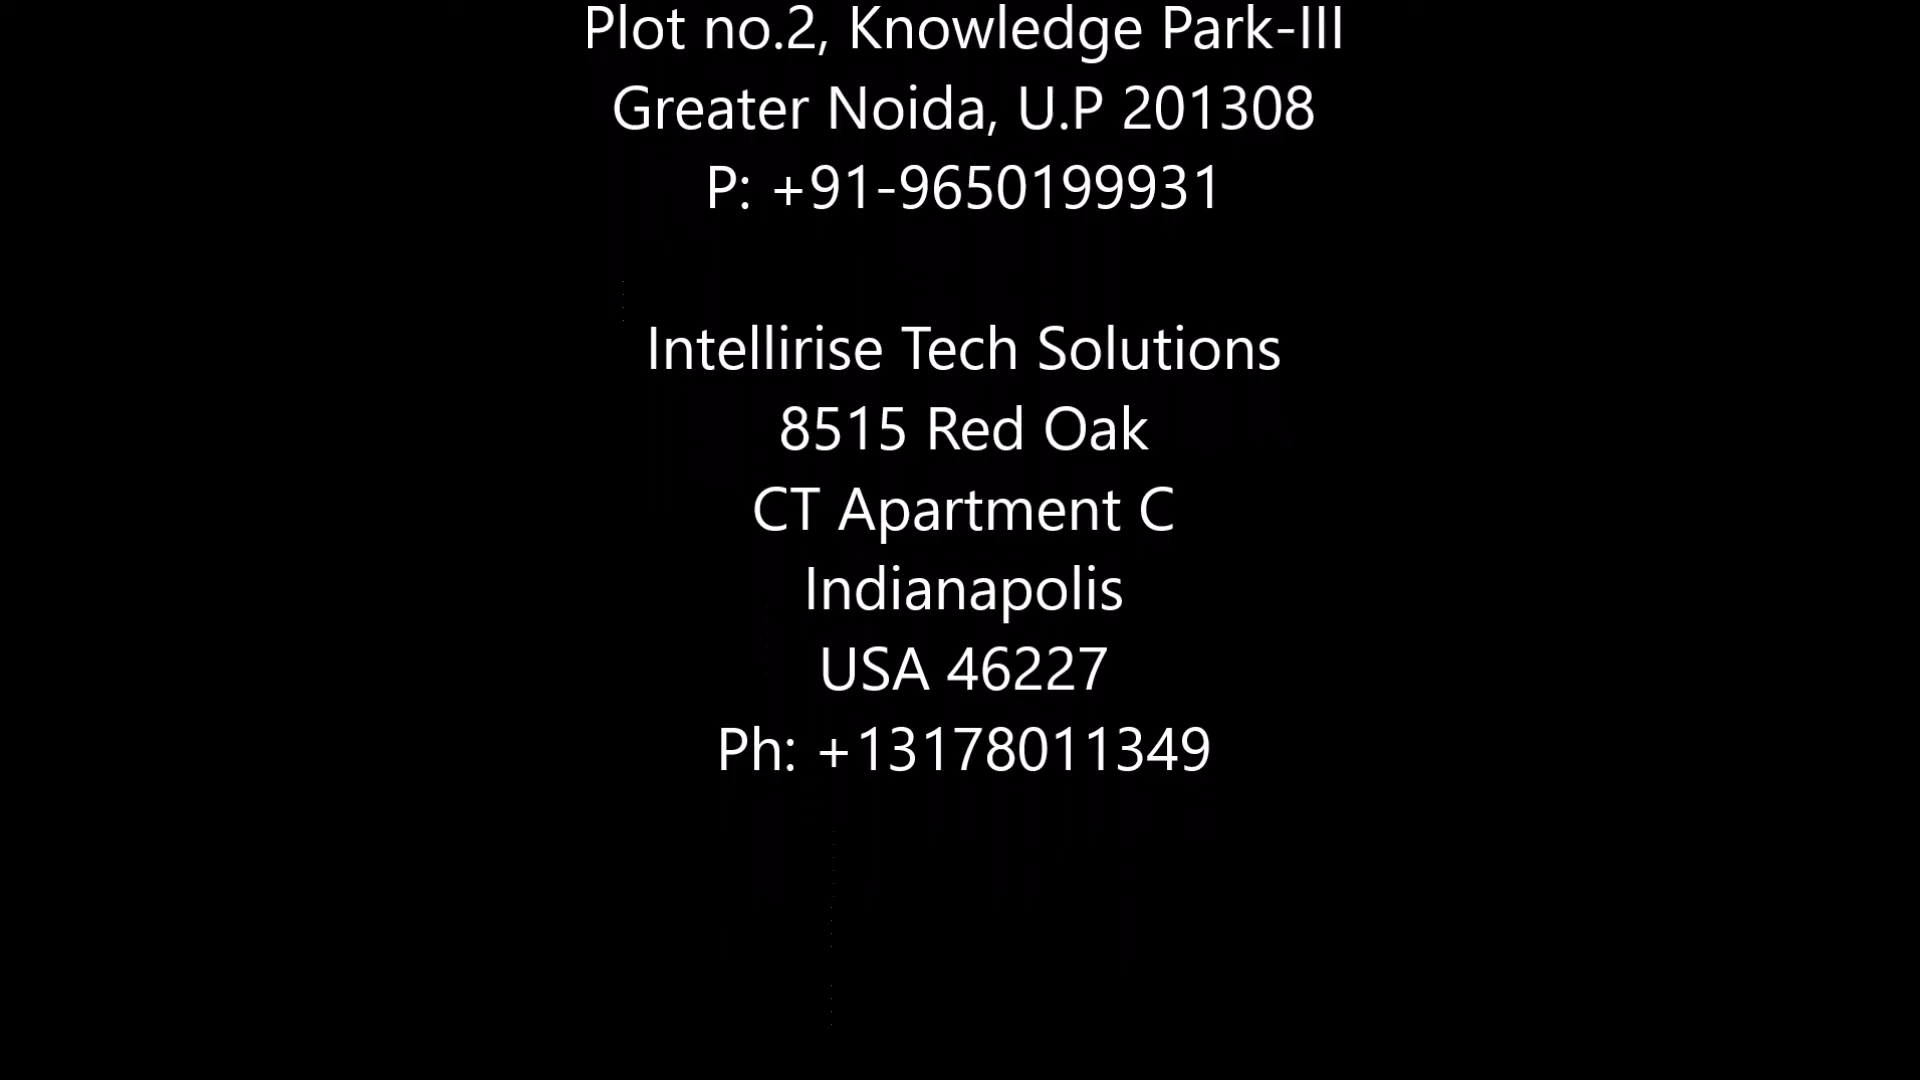 Plot no.2, Knowledge Park-III
Greater Noida, U.P 201308
P: +91-9650199931
Intellirise Tech Solutions
8515 Red Oak
CT Apartment C
Indianapolis
USA 46227
Ph: +13178011349